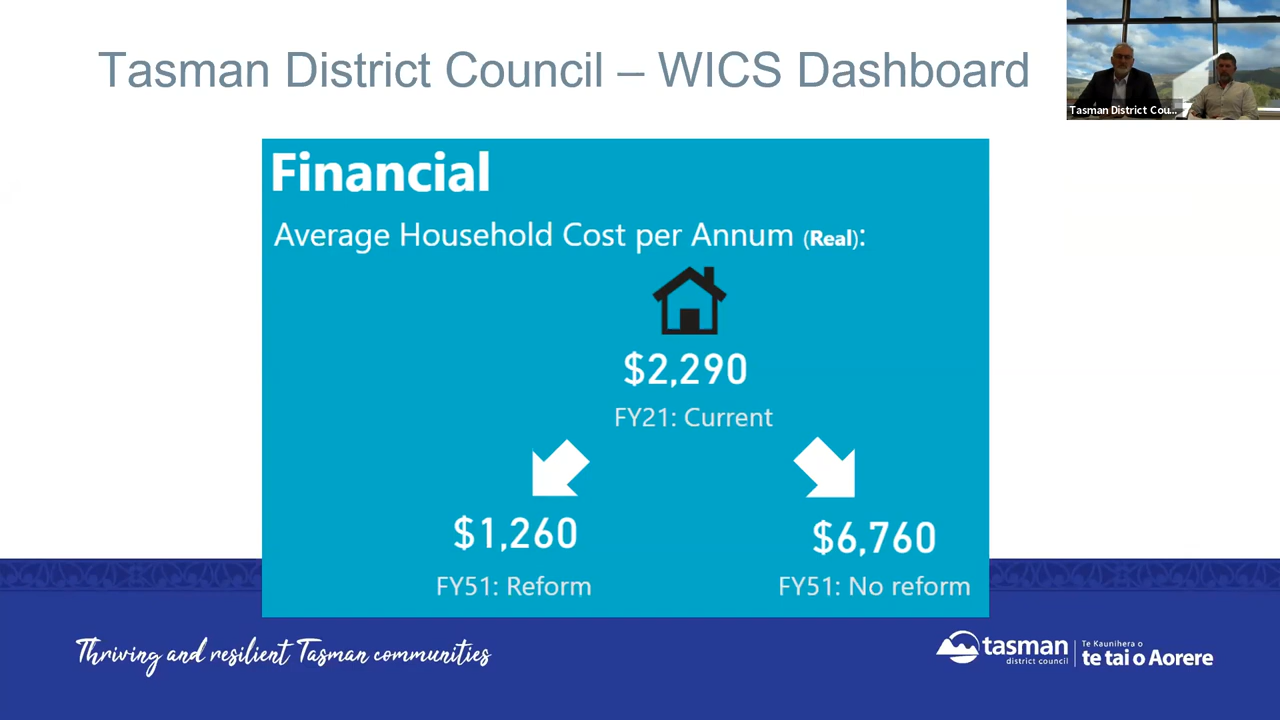 Tasman District Council – WICS Dashboard
Tasman District Cou...
Financial
Average Household Cost per Annum (Real):
$2,290
FY21: Current
$1,260
$6,760
FY51: Reform
FY51: No reform
Thriving and resilient Tasman communities
tasman
district council
Te Kaunihera o
te tai o Aorere